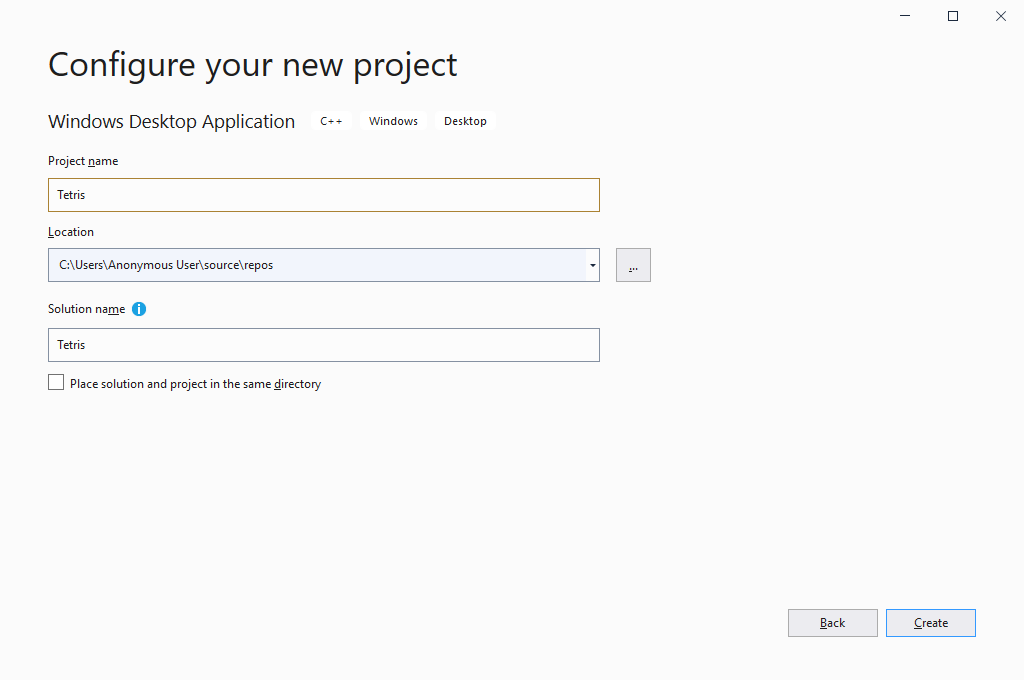 Configure your new project
Windows Desktop Application C++ Windows Desktop
Project name
Tetris
Location
C:\Users\Anonymous User\source\repos
...
Solution name
Tetris
Place solution and project in the same directory
Back Create